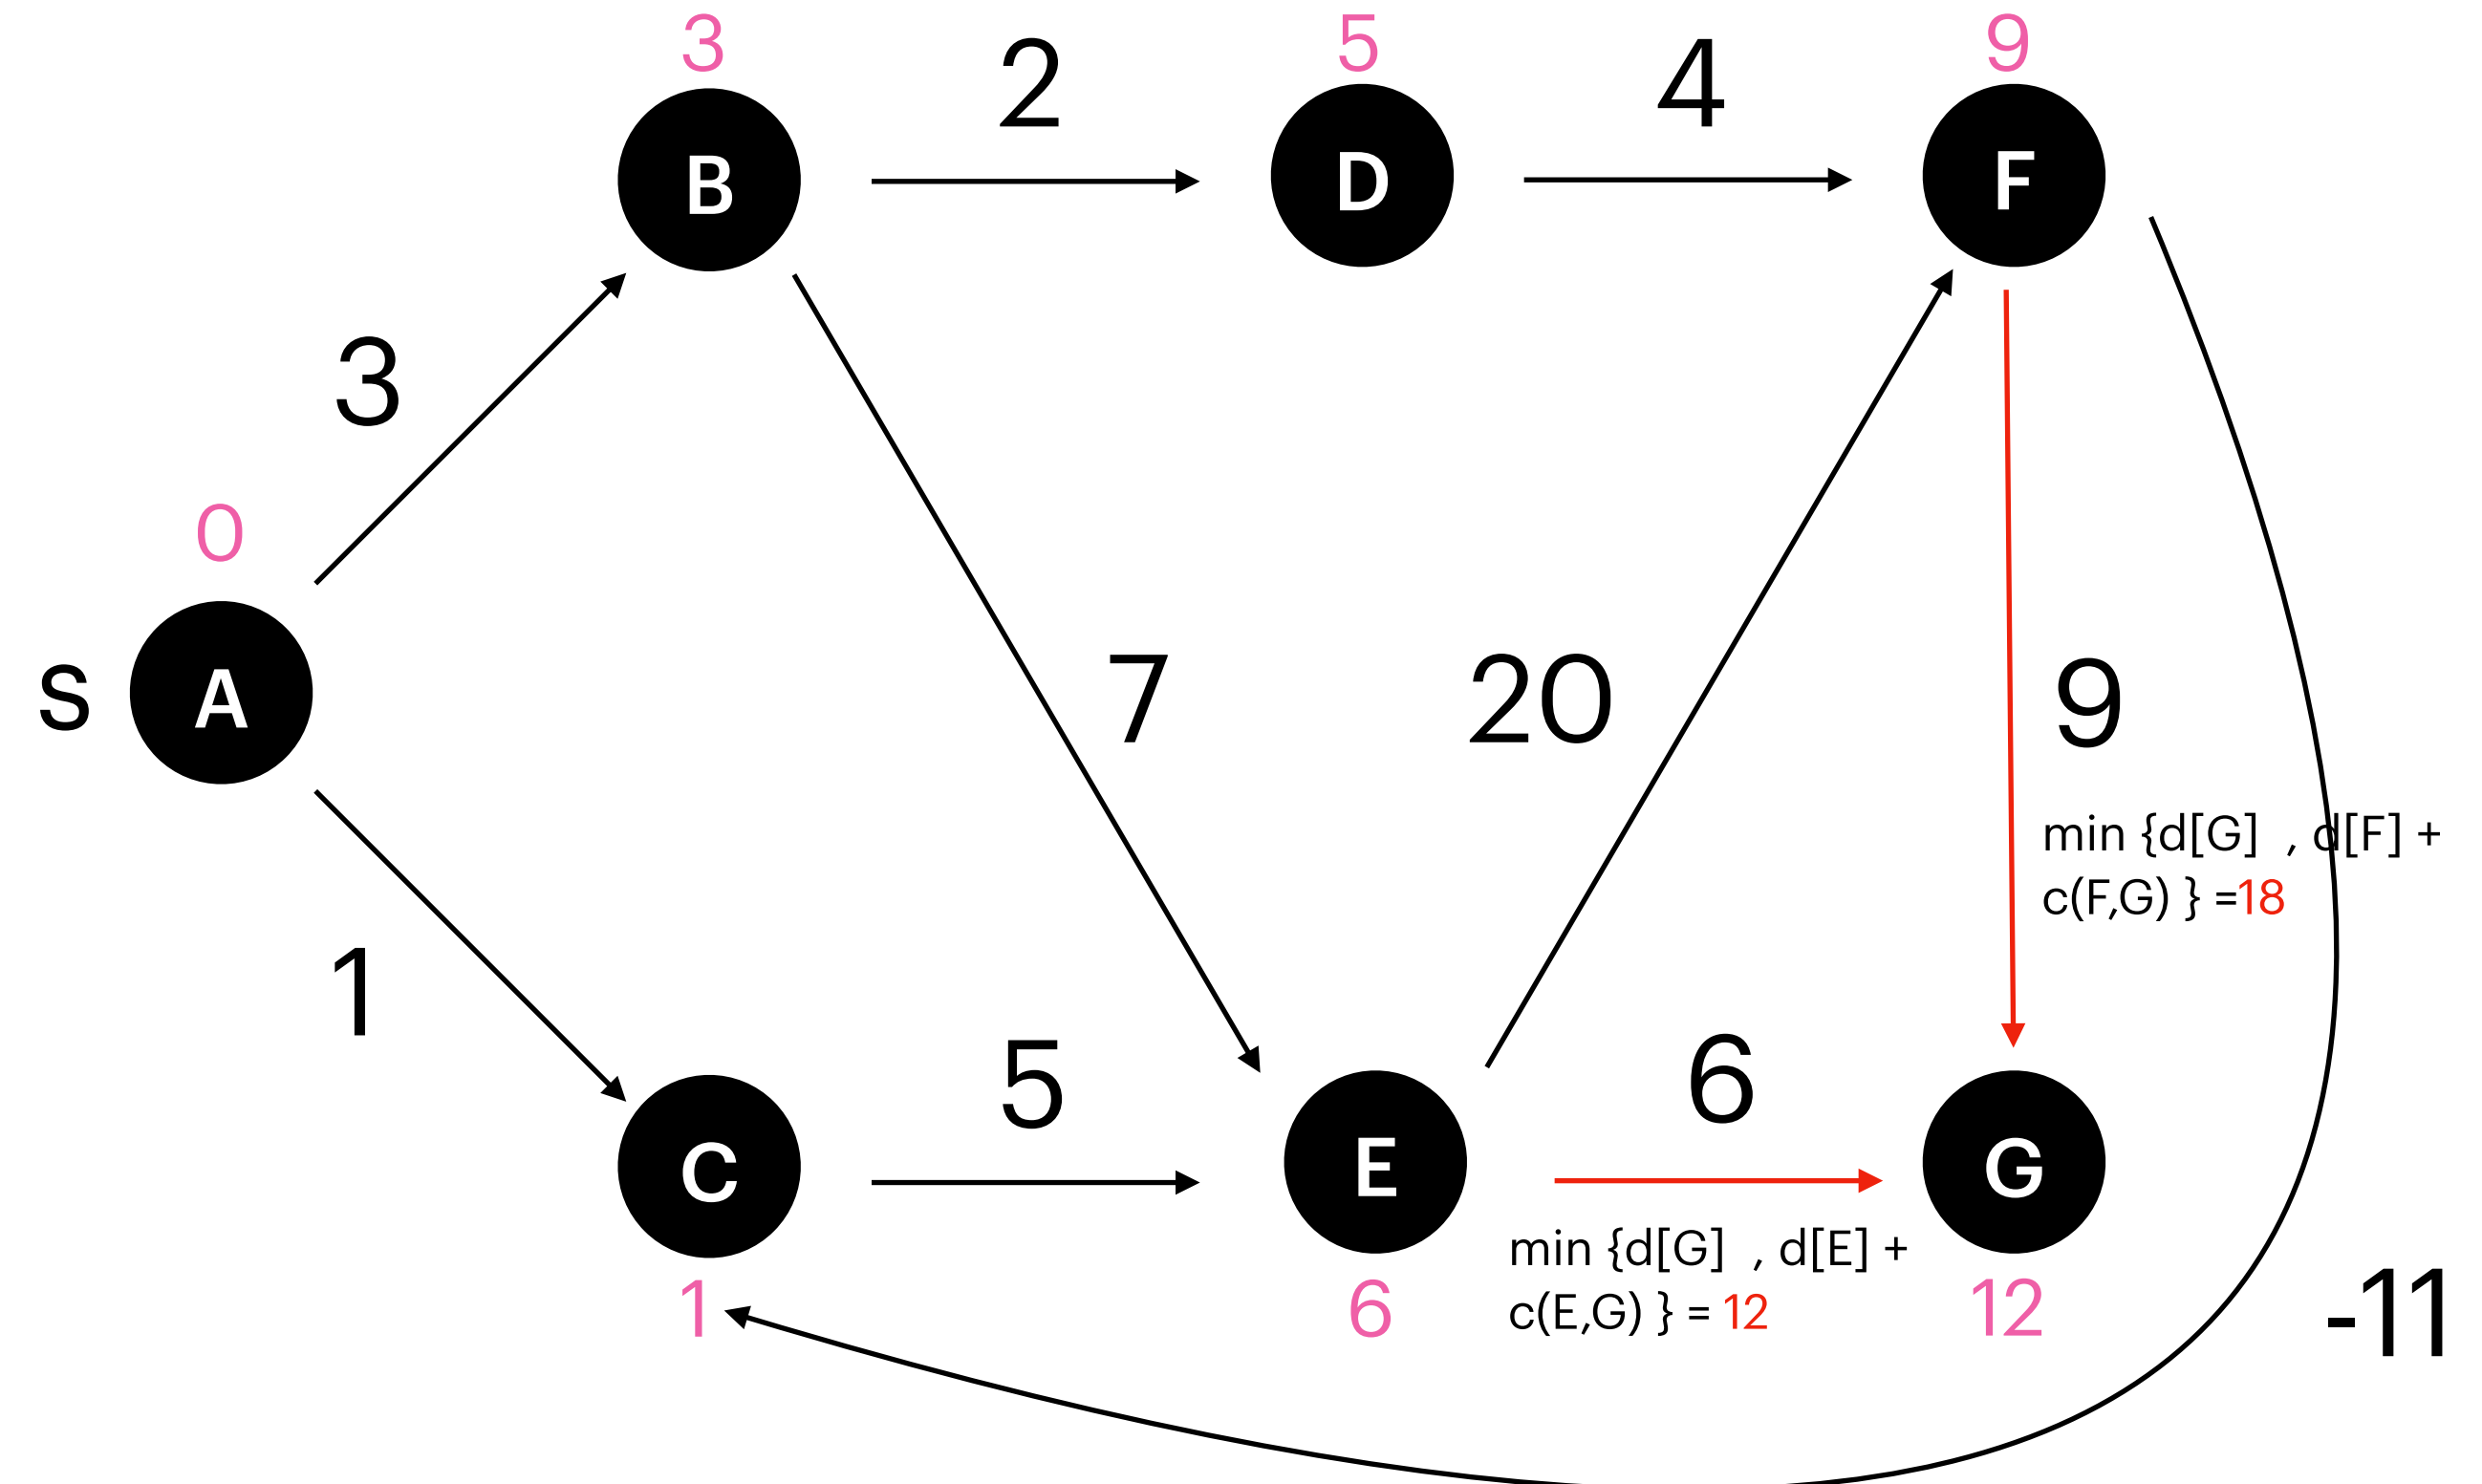 3
5
9
2
4
B
D
F
3
0
S
A
7
20
9
min {d[G] , d[F] +
c(F,G) } =18
1
5
6
C
E
G
min {d[G] , d[E] +
c(E,G) } = 12
1
6
12
-11